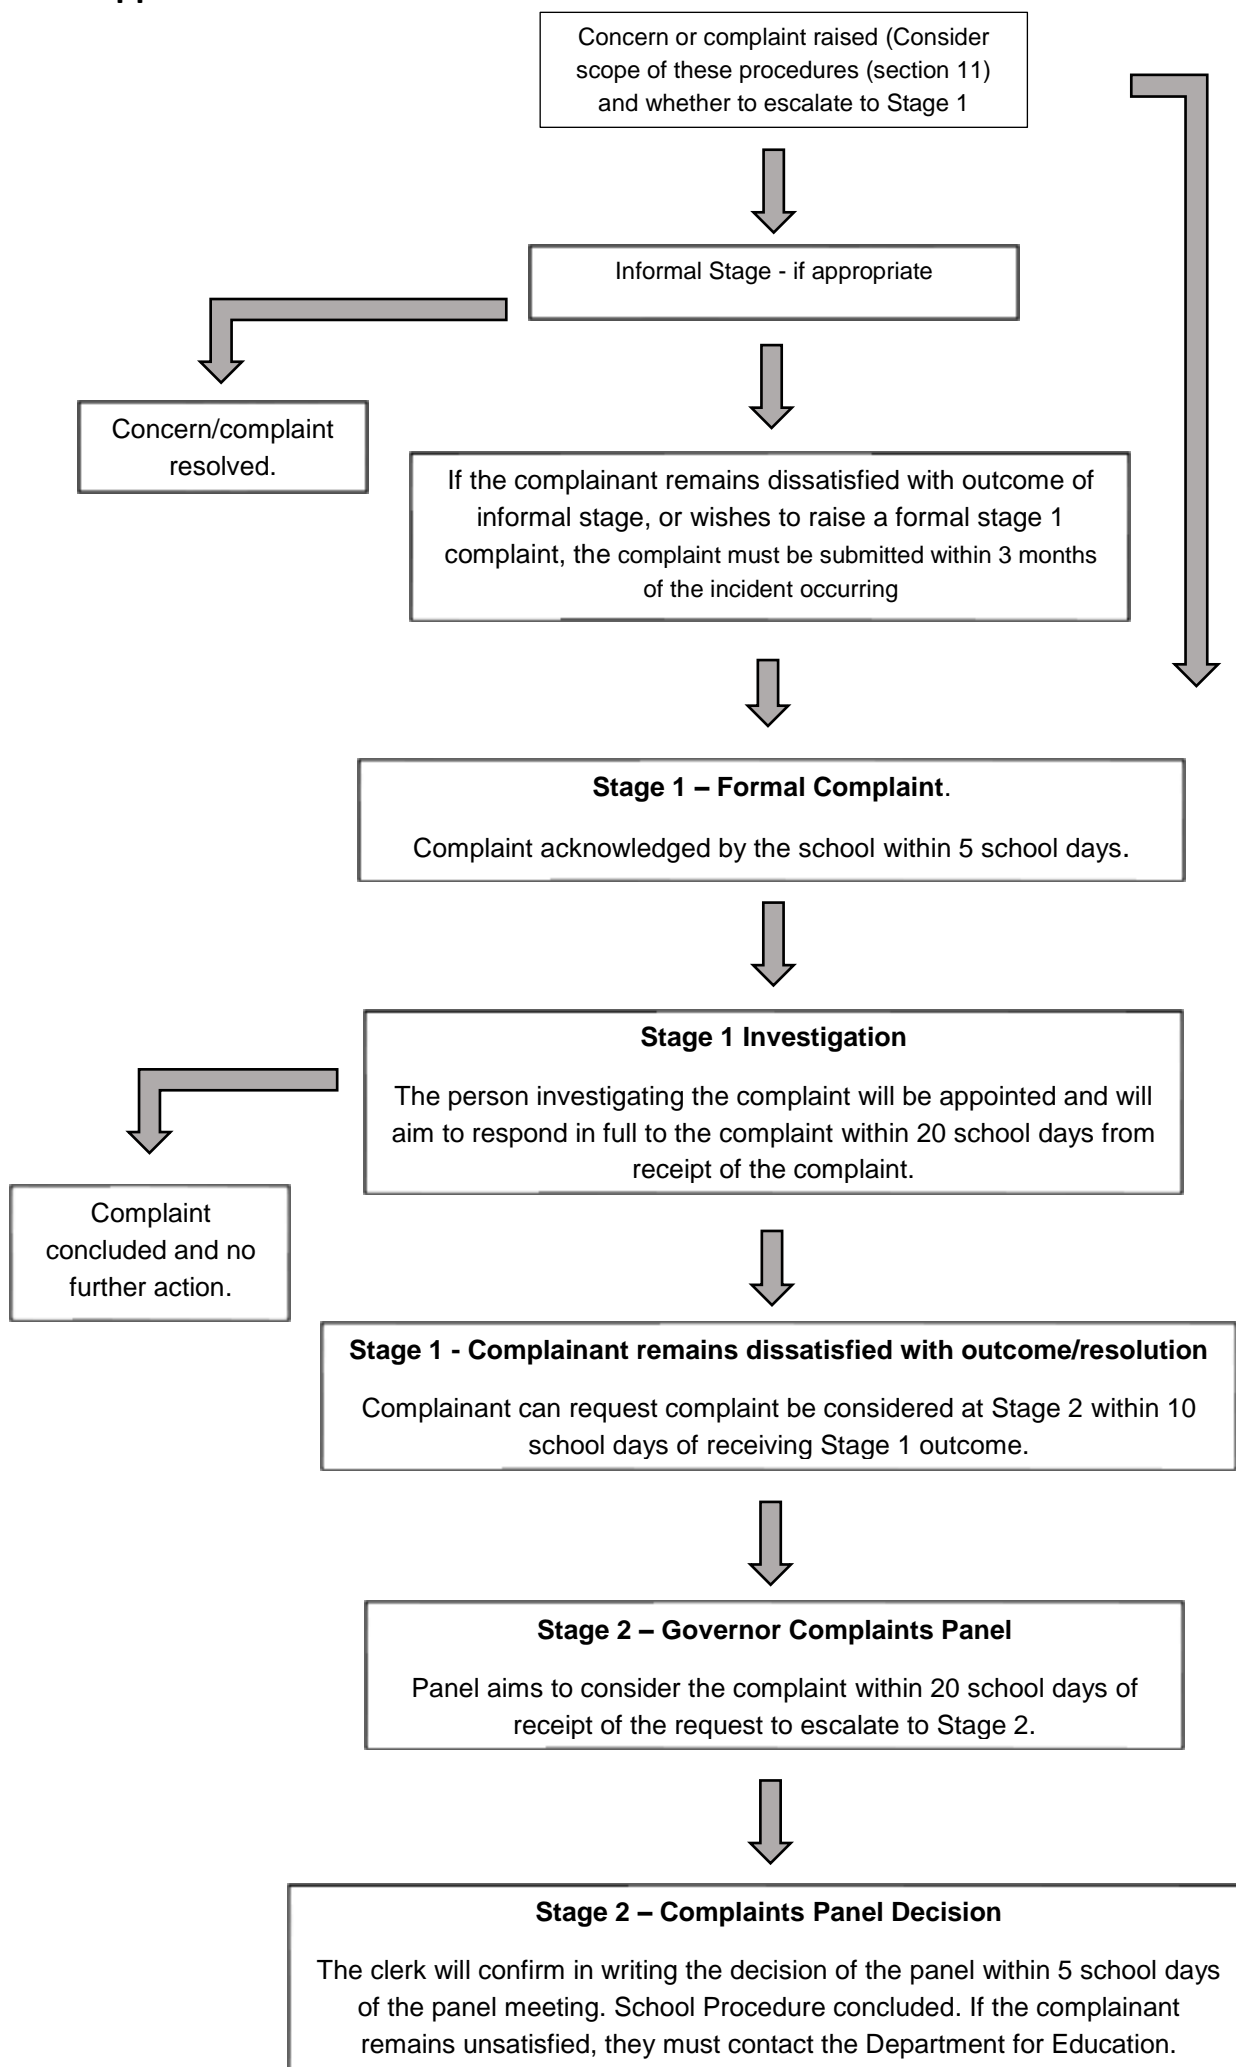 Concern or complaint raised (Consider
scope of these procedures (section 11)
and whether to escalate to Stage 1
Informal Stage - if appropriate
Concern/complaint
resolved.
If the complainant remains dissatisfied with outcome of
informal stage, or wishes to raise a formal stage 1
complaint, the complaint must be submitted within 3 months
of the incident occurring
Stage 1 – Formal Complaint.
Complaint acknowledged by the school within 5 school days.
Stage 1 Investigation
The person investigating the complaint will be appointed and will
aim to respond in full to the complaint within 20 school days from
receipt of the complaint.
Complaint
concluded and no
further action.
Stage 1 - Complainant remains dissatisfied with outcome/resolution
Complainant can request complaint be considered at Stage 2 within 10
school days of receiving Stage 1 outcome.
Stage 2 – Governor Complaints Panel
Panel aims to consider the complaint within 20 school days of
receipt of the request to escalate to Stage 2.
Stage 2 – Complaints Panel Decision
The clerk will confirm in writing the decision of the panel within 5 school days
of the panel meeting. School Procedure concluded. If the complainant
remains unsatisfied, they must contact the Department for Education.